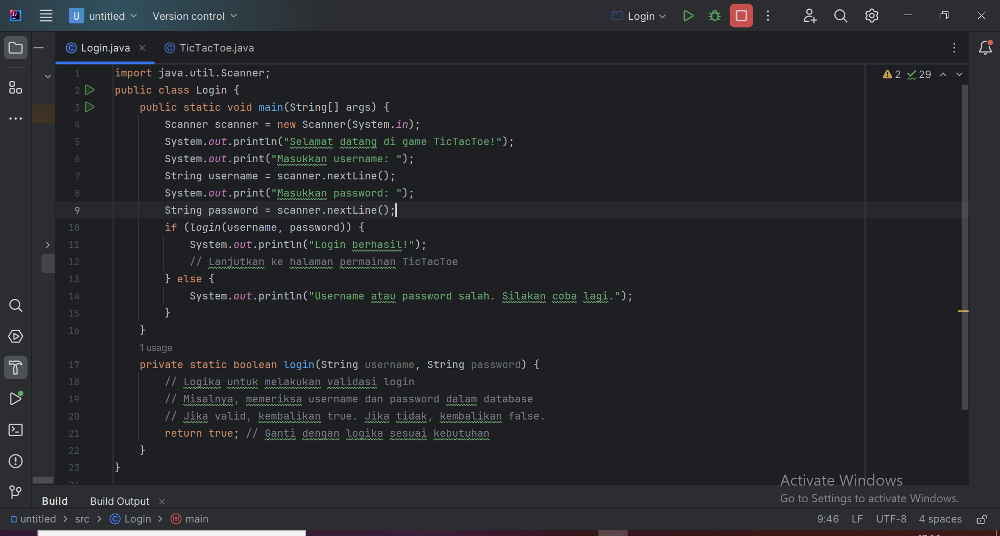 U untitled Version control Login
Login.java TicTacToe.java
2 29
1 import java.util.Scanner;
2 public class Login {
3 public static void main(String[] args) {
4 Scanner scanner = new Scanner(System.in);
5 System.out.println("Selamat datang di game TicTacToe!");
6 System.out.print("Masukkan username: ");
7 String username = scanner.nextLine();
8 System.out.print("Masukkan password: ");
9 String password = scanner.nextLine();
10 if (login(username, password)) {
11 System.out.println("Login berhasil!");
12 // Lanjutkan ke halaman permainan TicTacToe
13 } else {
14 System.out.println("Username atau password salah. Silakan coba lagi.");
15 }
16 }
1 usage
17 private static boolean login(String username, String password) {
18 // Logika untuk melakukan validasi login
19 // Misalnya, memeriksa username dan password dalam database
20 // Jika valid, kembalikan true. Jika tidak, kembalikan false.
21 return true; // Ganti dengan logika sesuai kebutuhan
22 }
23 }
Activate Windows
Go to Settings to activate Windows.
Build Build Output
untitled > src > Login > main 9:46 LF UTF-8 4 spaces